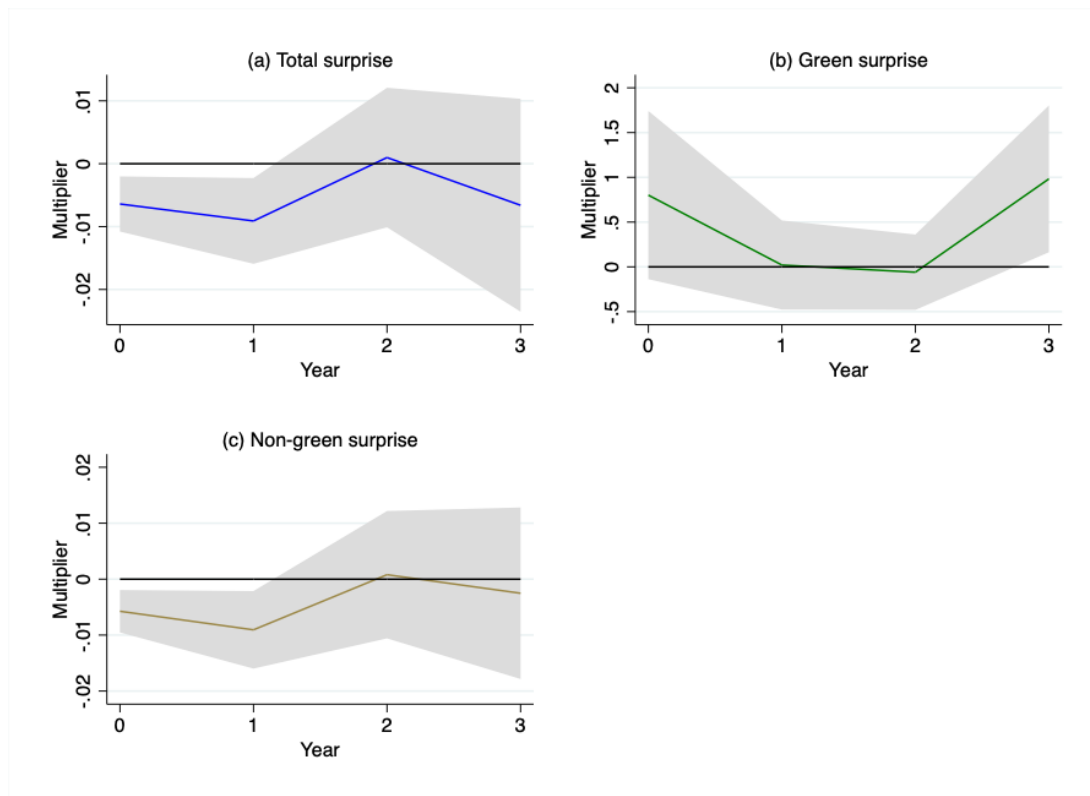 (a) Total surprise
Multiplier
.01
0
-.01
-.02
0 1 2 3
Year
(b) Green surprise
Multiplier
2
1.5
1
.5
0
-.5
0 1 2 3
Year
(c) Non-green surprise
Multiplier
.02
.01
0
-.01
-.02
0 1 2 3
Year